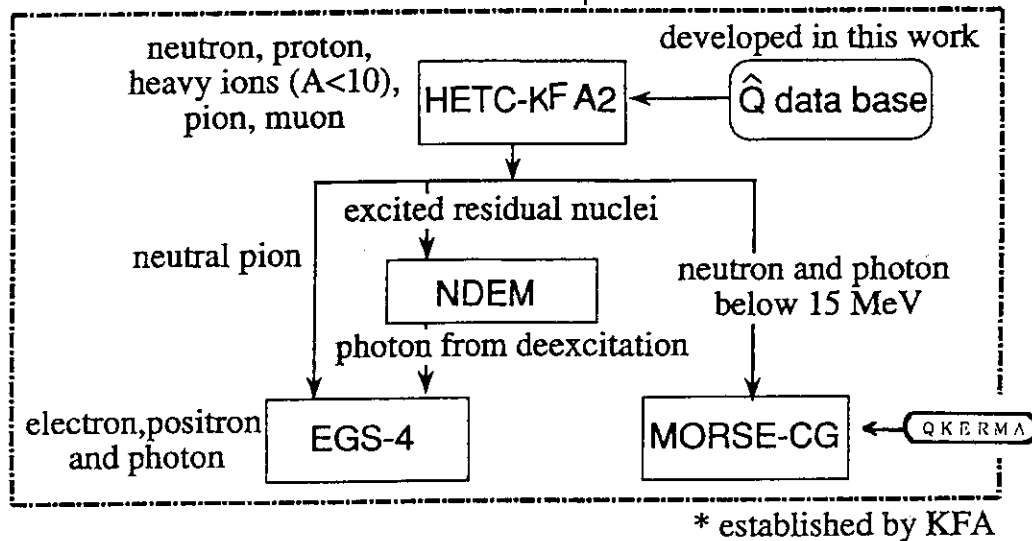 neutron, proton,
heavy ions (A<10),
pion, muon
HETC-KFA2
developed in this work
Q̂ data base
excited residual nuclei
neutral pion
NDEM
neutron and photon
below 15 MeV
photon from deexcitation
electron,positron
and photon
EGS-4
MORSE-CG
QKERMA
* established by KFA